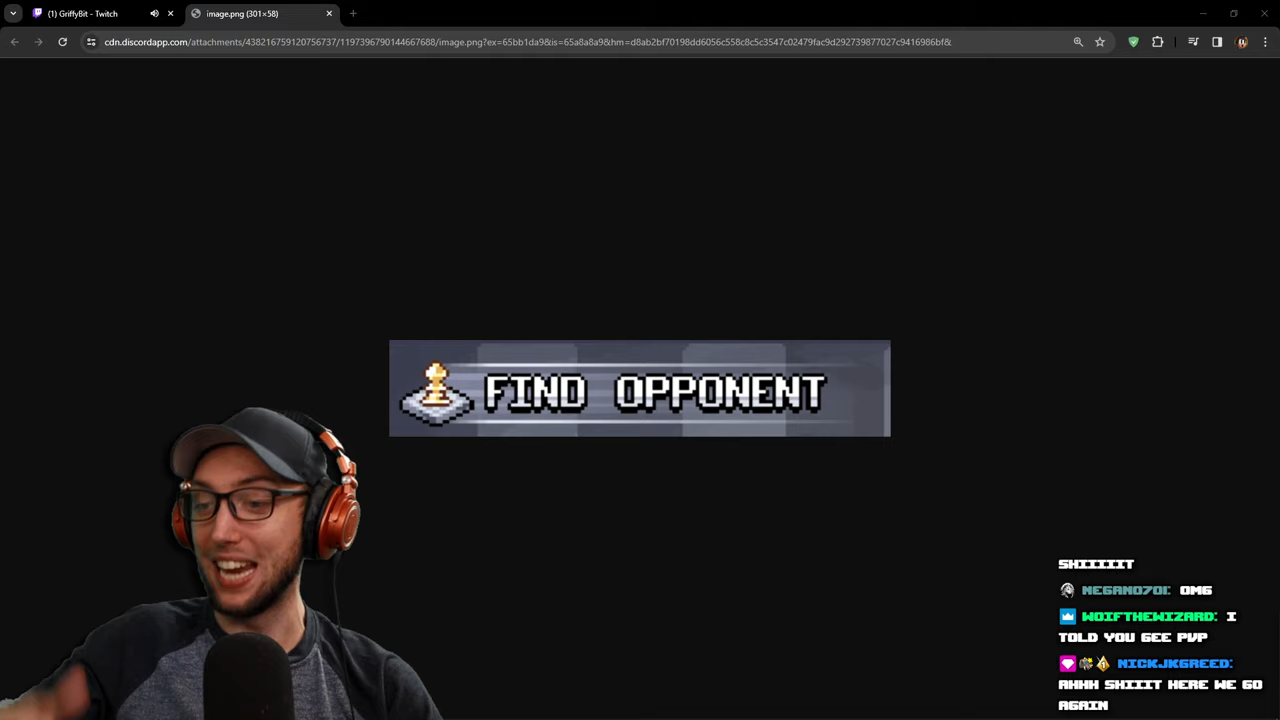 (1) GriffyBit - Twitch
image.png (301×58)
cdn.discordapp.com/attachments/438216759120756737/1197396790144667688/image.png?ex=65bb1da9&is=65a8a8a9&hm=d8ab2bf70198dd6056c558c8c5c3547c02479fac9d292739877027c9416986bf&
FIND OPPONENT
SHIIIIIT
NEGAN0701: OMG
WOIFTHEWIZARD: I
TOLD YOU GEE PVP
NICKJKGREED:
AHHH SHIIIT HERE WE GO
AGAIN